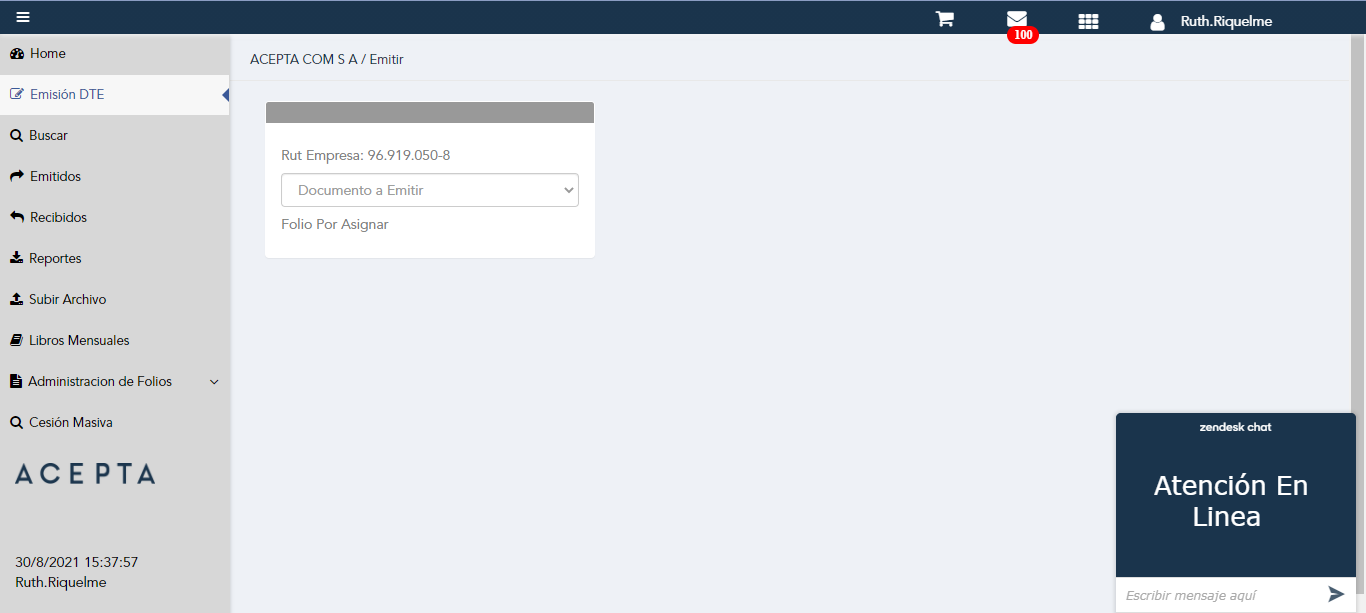 100
Ruth.Riquelme
Home
Emisión DTE
Buscar
Emitidos
Recibidos
Reportes
Subir Archivo
Libros Mensuales
Administracion de Folios
Cesión Masiva
ACEPTA
30/8/2021 15:37:57
Ruth.Riquelme
ACEPTA COM S A / Emitir
Rut Empresa: 96.919.050-8
Documento a Emitir
Folio Por Asignar
zendesk chat
Atención En
Linea
Escribir mensaje aquí